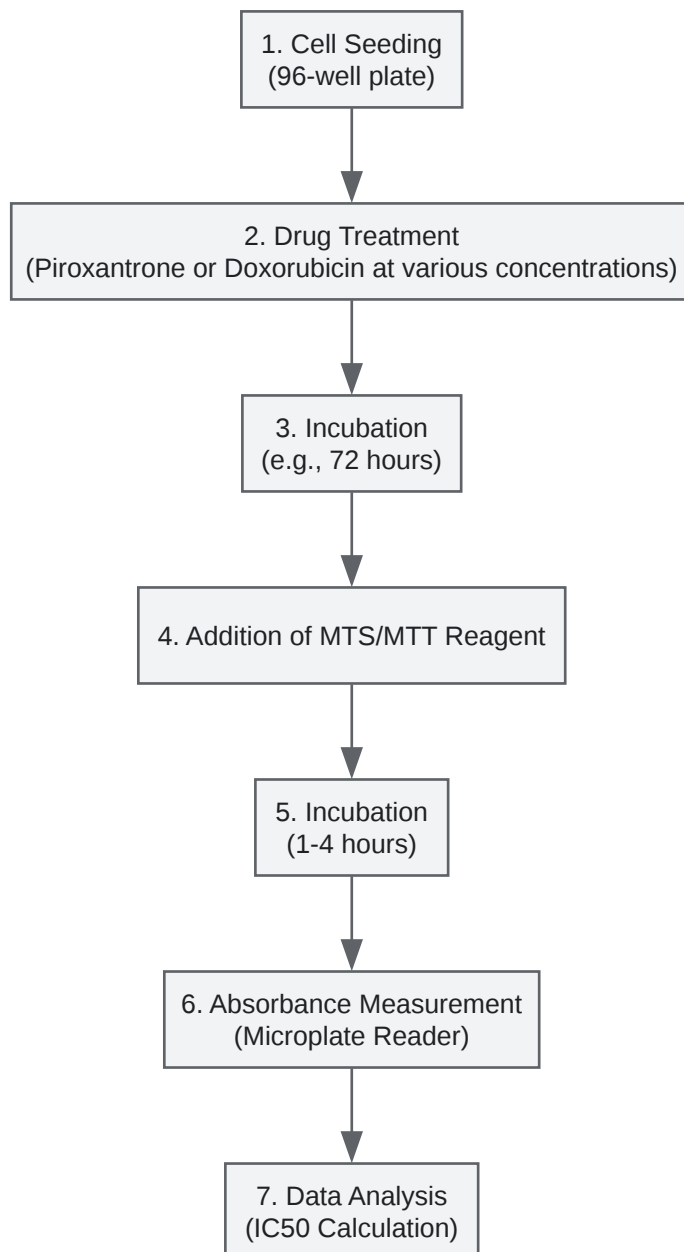 1. Cell Seeding
(96-well plate)
2. Drug Treatment
(Piroxantrone or Doxorubicin at various concentrations)
3. Incubation
(e.g., 72 hours)
4. Addition of MTS/MTT Reagent
5. Incubation
(1-4 hours)
6. Absorbance Measurement
(Microplate Reader)
7. Data Analysis
(IC50 Calculation)